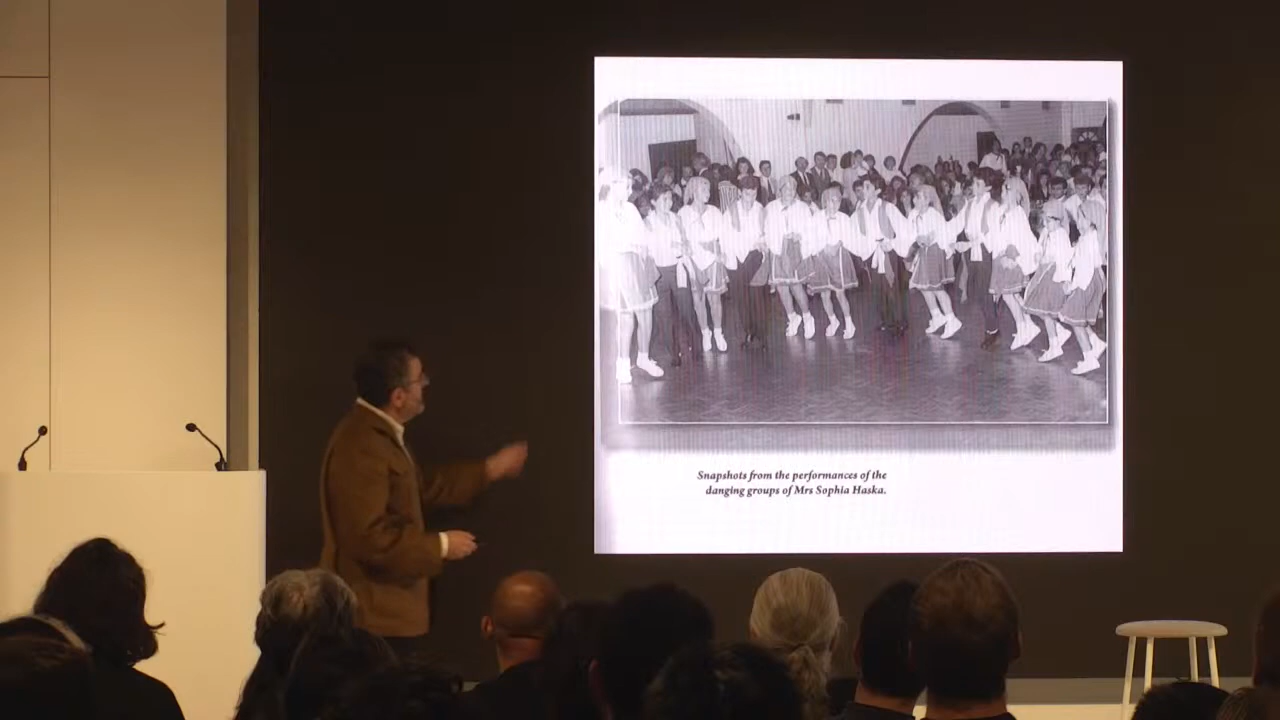 Snapshots from the performances of the
danging groups of Mrs Sophia Haska.